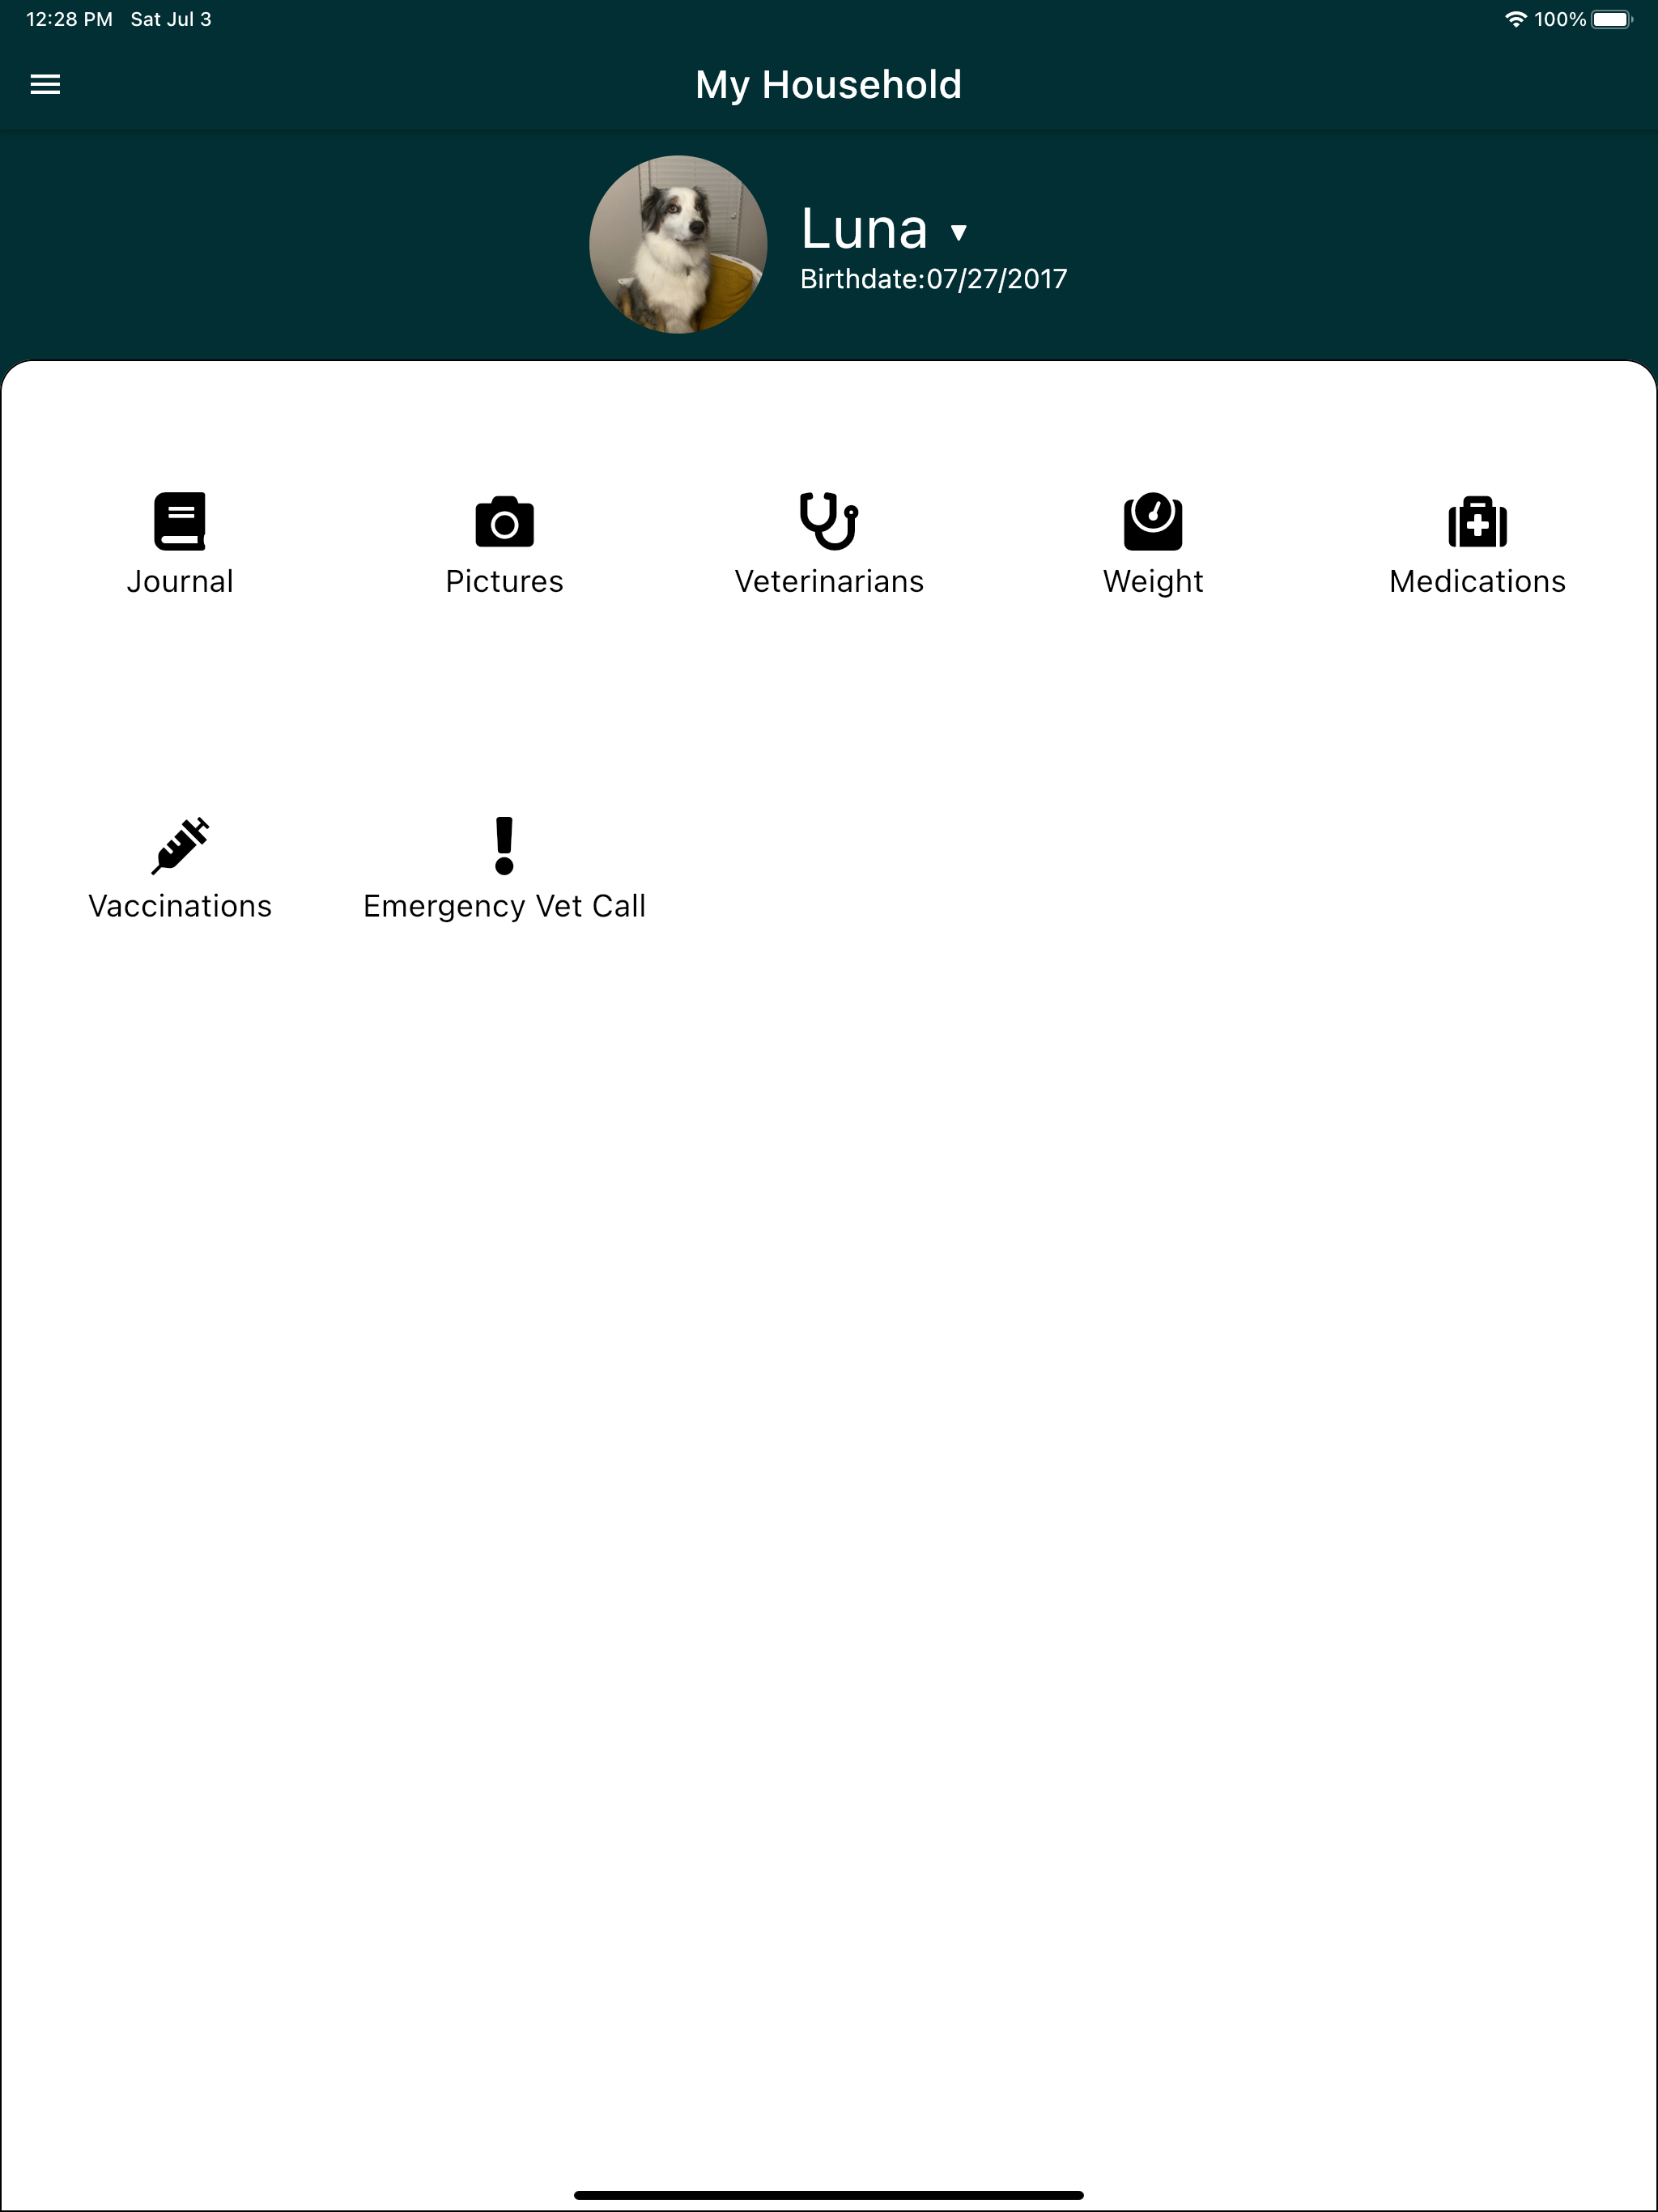 12:28 PM Sat Jul 3 100%
My Household
Luna
Birthdate:07/27/2017
Journal Pictures Veterinarians Weight Medications
Vaccinations Emergency Vet Call